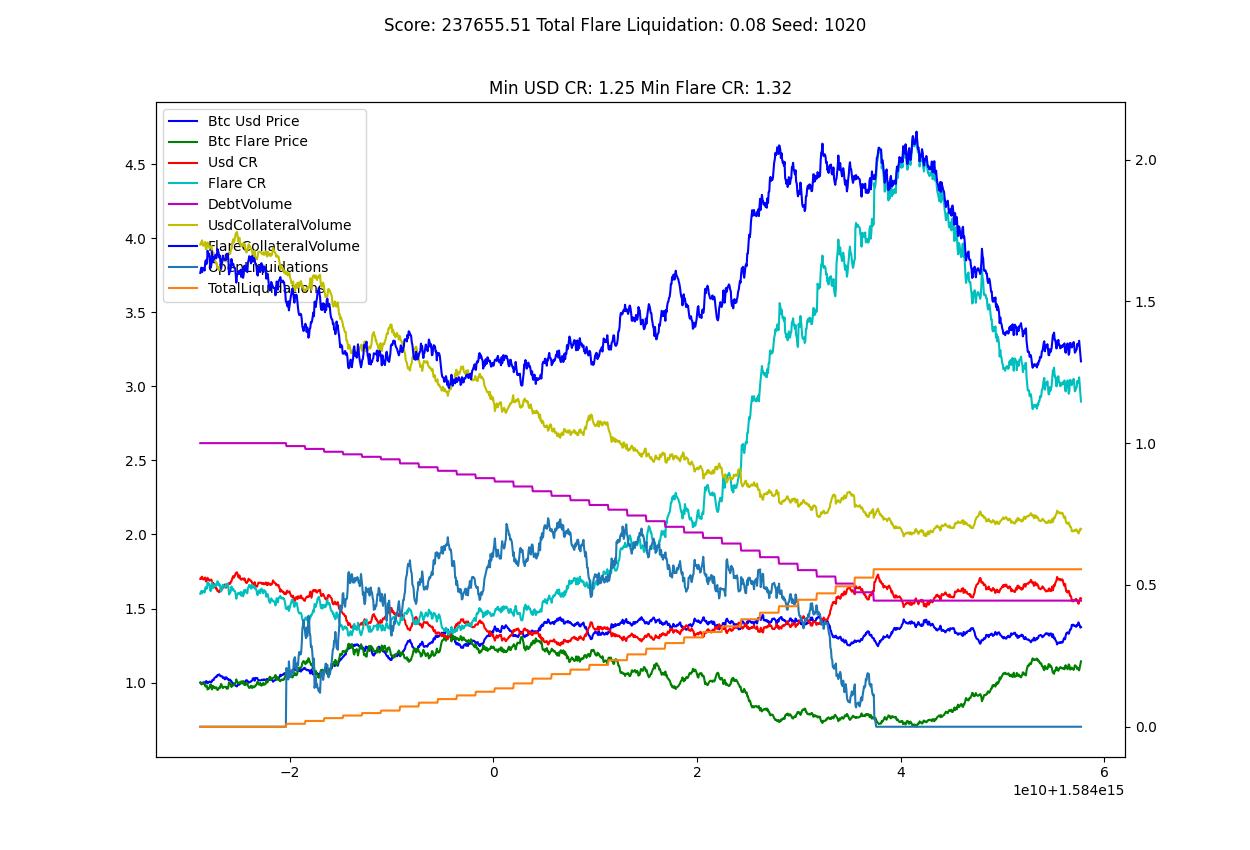 Score: 237655.51 Total Flare Liquidation: 0.08 Seed: 1020
Min USD CR: 1.25 Min Flare CR: 1.32
Btc Usd Price
Btc Flare Price
Usd CR
Flare CR
DebtVolume
UsdCollateralVolume
FlareCollateralVolume
OpenLiquidations
TotalLiquidations
4.5
4.0
3.5
3.0
2.5
2.0
1.5
1.0
2.0
1.5
1.0
0.5
0.0
−2
0
2
4
6
1e10+1.584e15